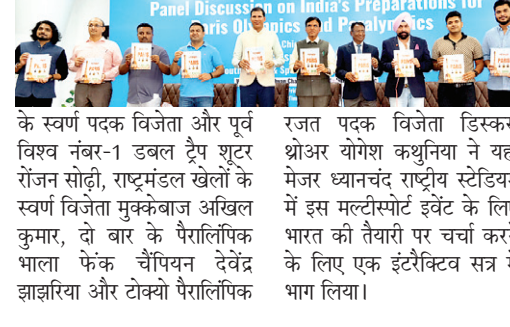 Panel Discussion on India's Preparations for
Paris Olympics and Paralympics
के स्वर्ण पदक विजेता और पूर्व
विश्व नंबर-1 डबल ट्रैप शूटर
रोंजन सोढ़ी, राष्ट्रमंडल खेलों के
स्वर्ण विजेता मुक्केबाज अखिल
कुमार, दो बार के पैरालिंपिक
भाला फेंक चैंपियन देवेंद्र
झाझरिया और टोक्यो पैरालिंपिक
रजत पदक विजेता डिस्कस
थ्रोअर योगेश कथुनिया ने यहां
मेजर ध्यानचंद राष्ट्रीय स्टेडियम
में इस मल्टीस्पोर्ट इवेंट के लिए
भारत की तैयारी पर चर्चा करने
के लिए एक इंटरैक्टिव सत्र में
भाग लिया।